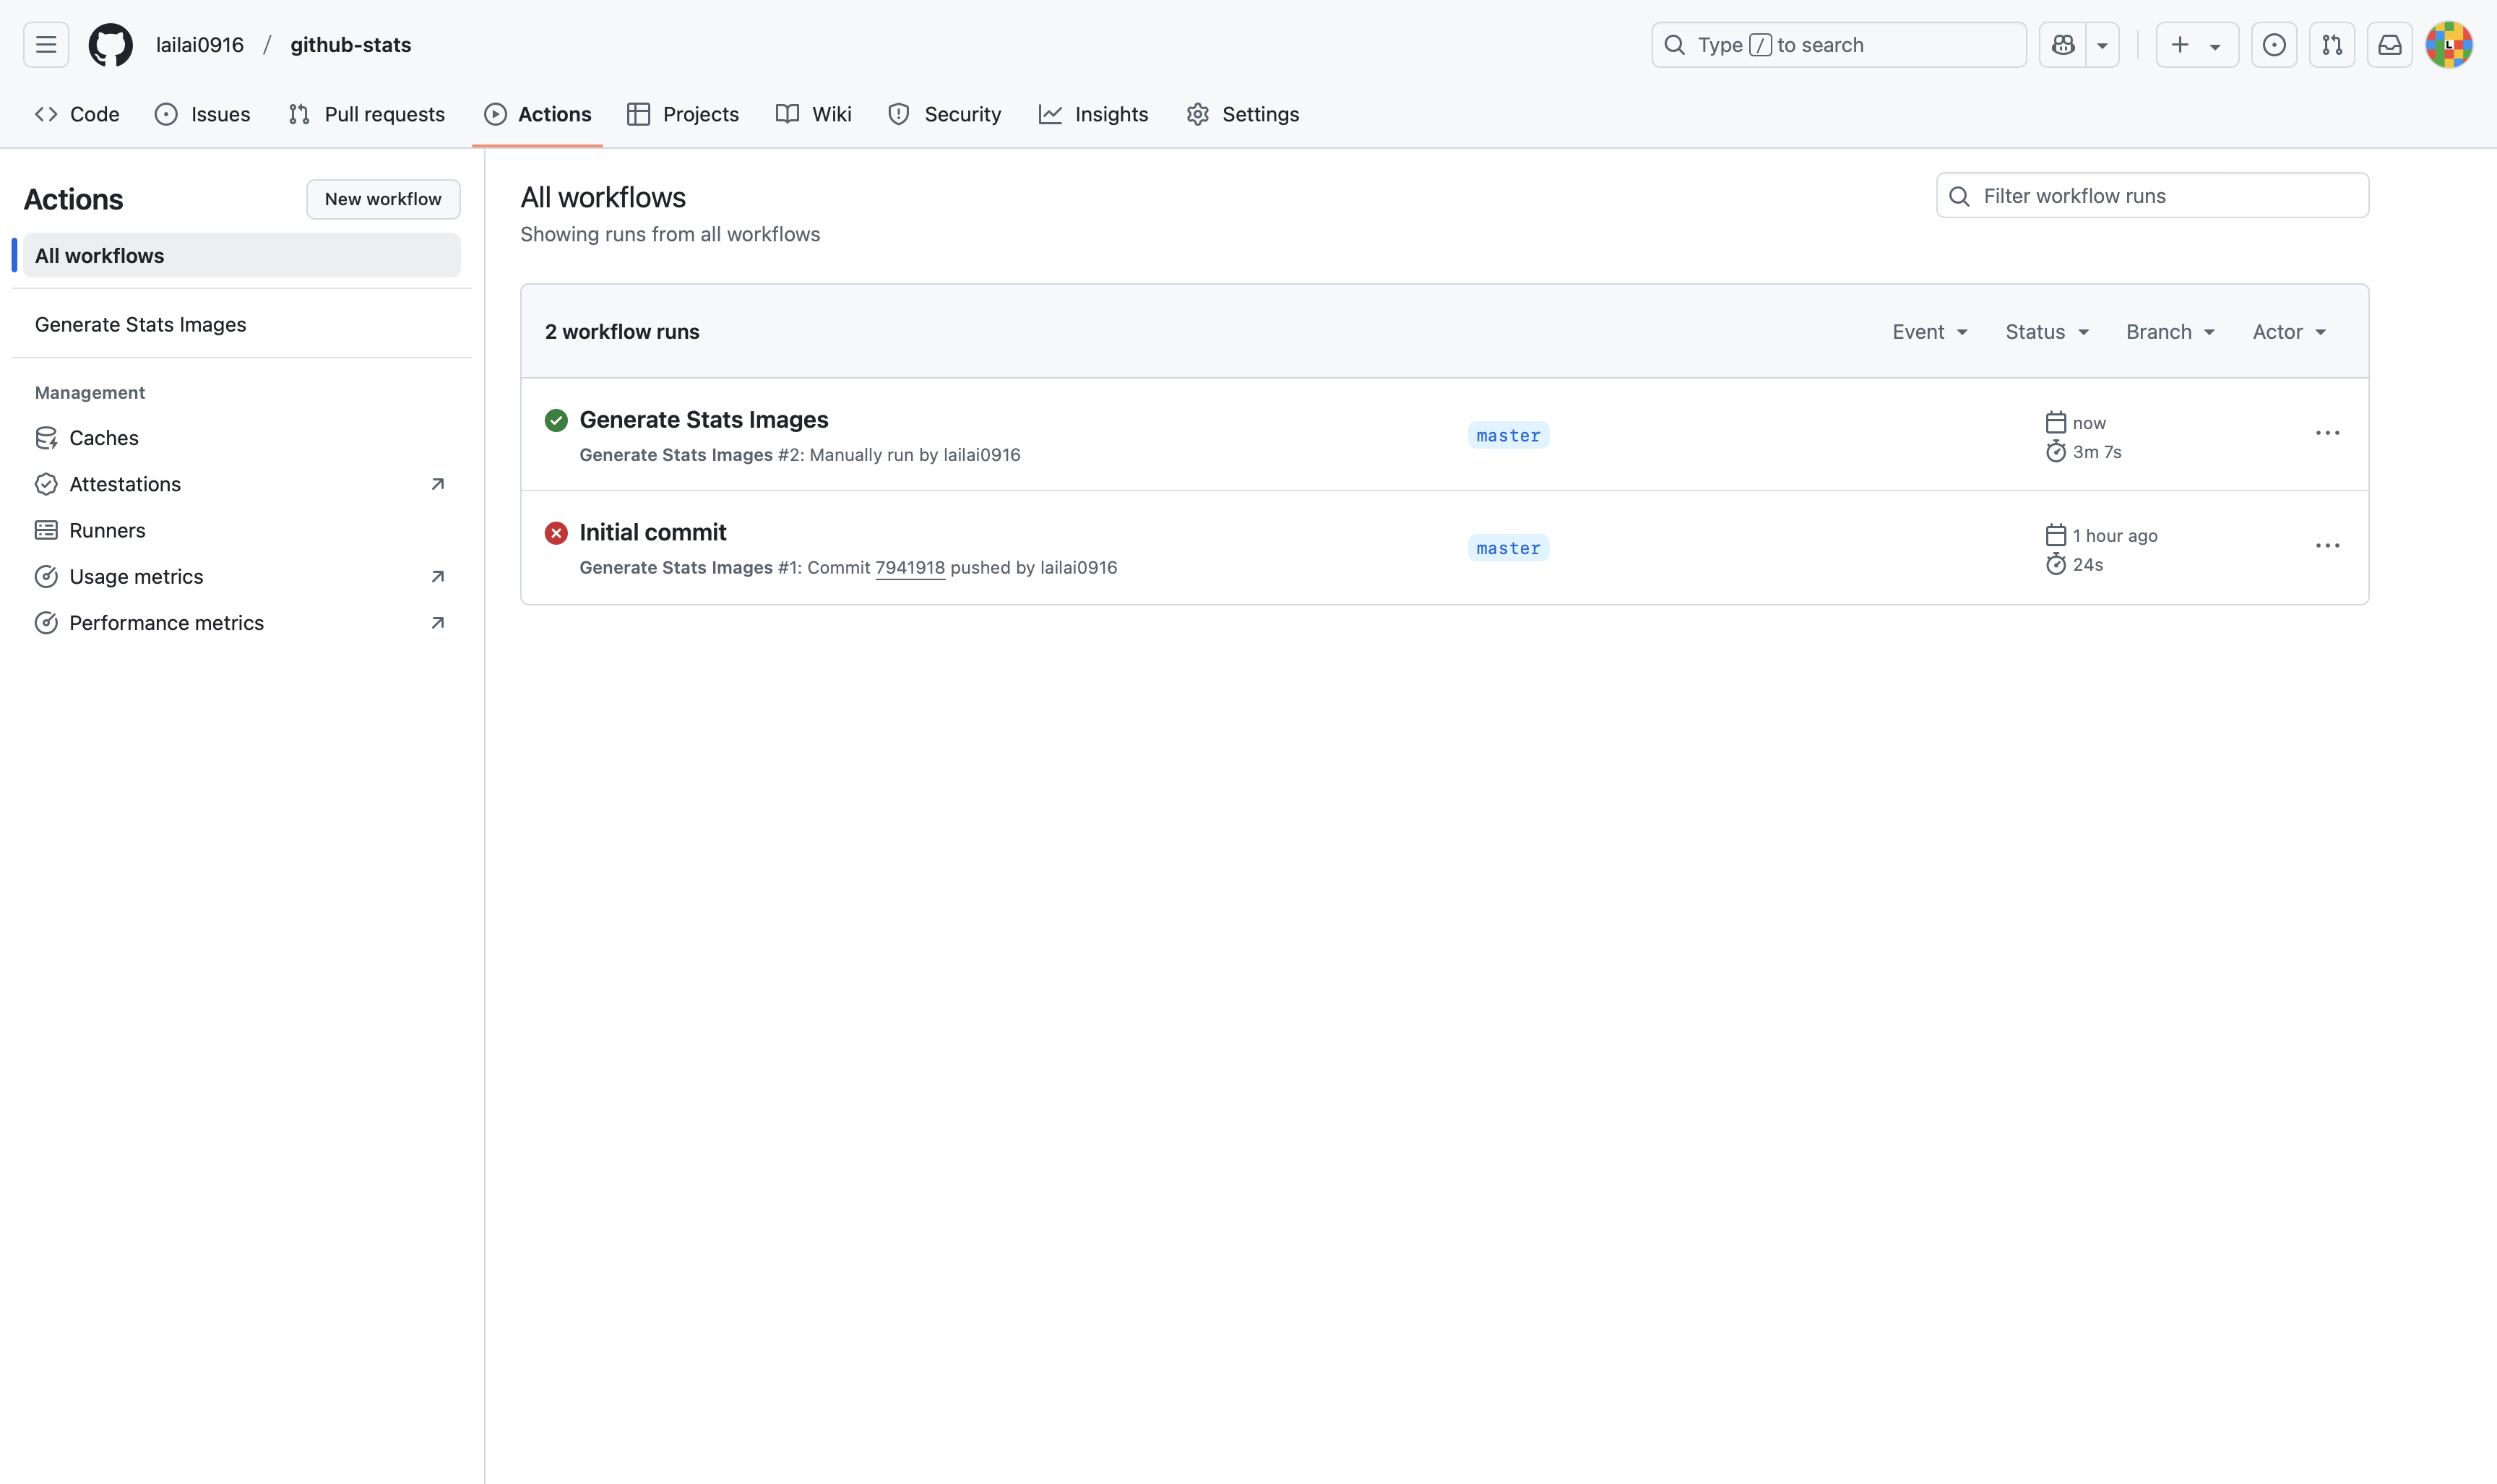 lailai0916 / github-stats
Type / to search
Code
Issues
Pull requests
Actions
Projects
Wiki
Security
Insights
Settings
Actions
New workflow
All workflows
Generate Stats Images
Management
Caches
Attestations
Runners
Usage metrics
Performance metrics
All workflows
Showing runs from all workflows
Filter workflow runs
2 workflow runs
Event
Status
Branch
Actor
Generate Stats Images
Generate Stats Images #2: Manually run by lailai0916
master
now
3m 7s
Initial commit
Generate Stats Images #1: Commit 7941918 pushed by lailai0916
master
1 hour ago
24s
L